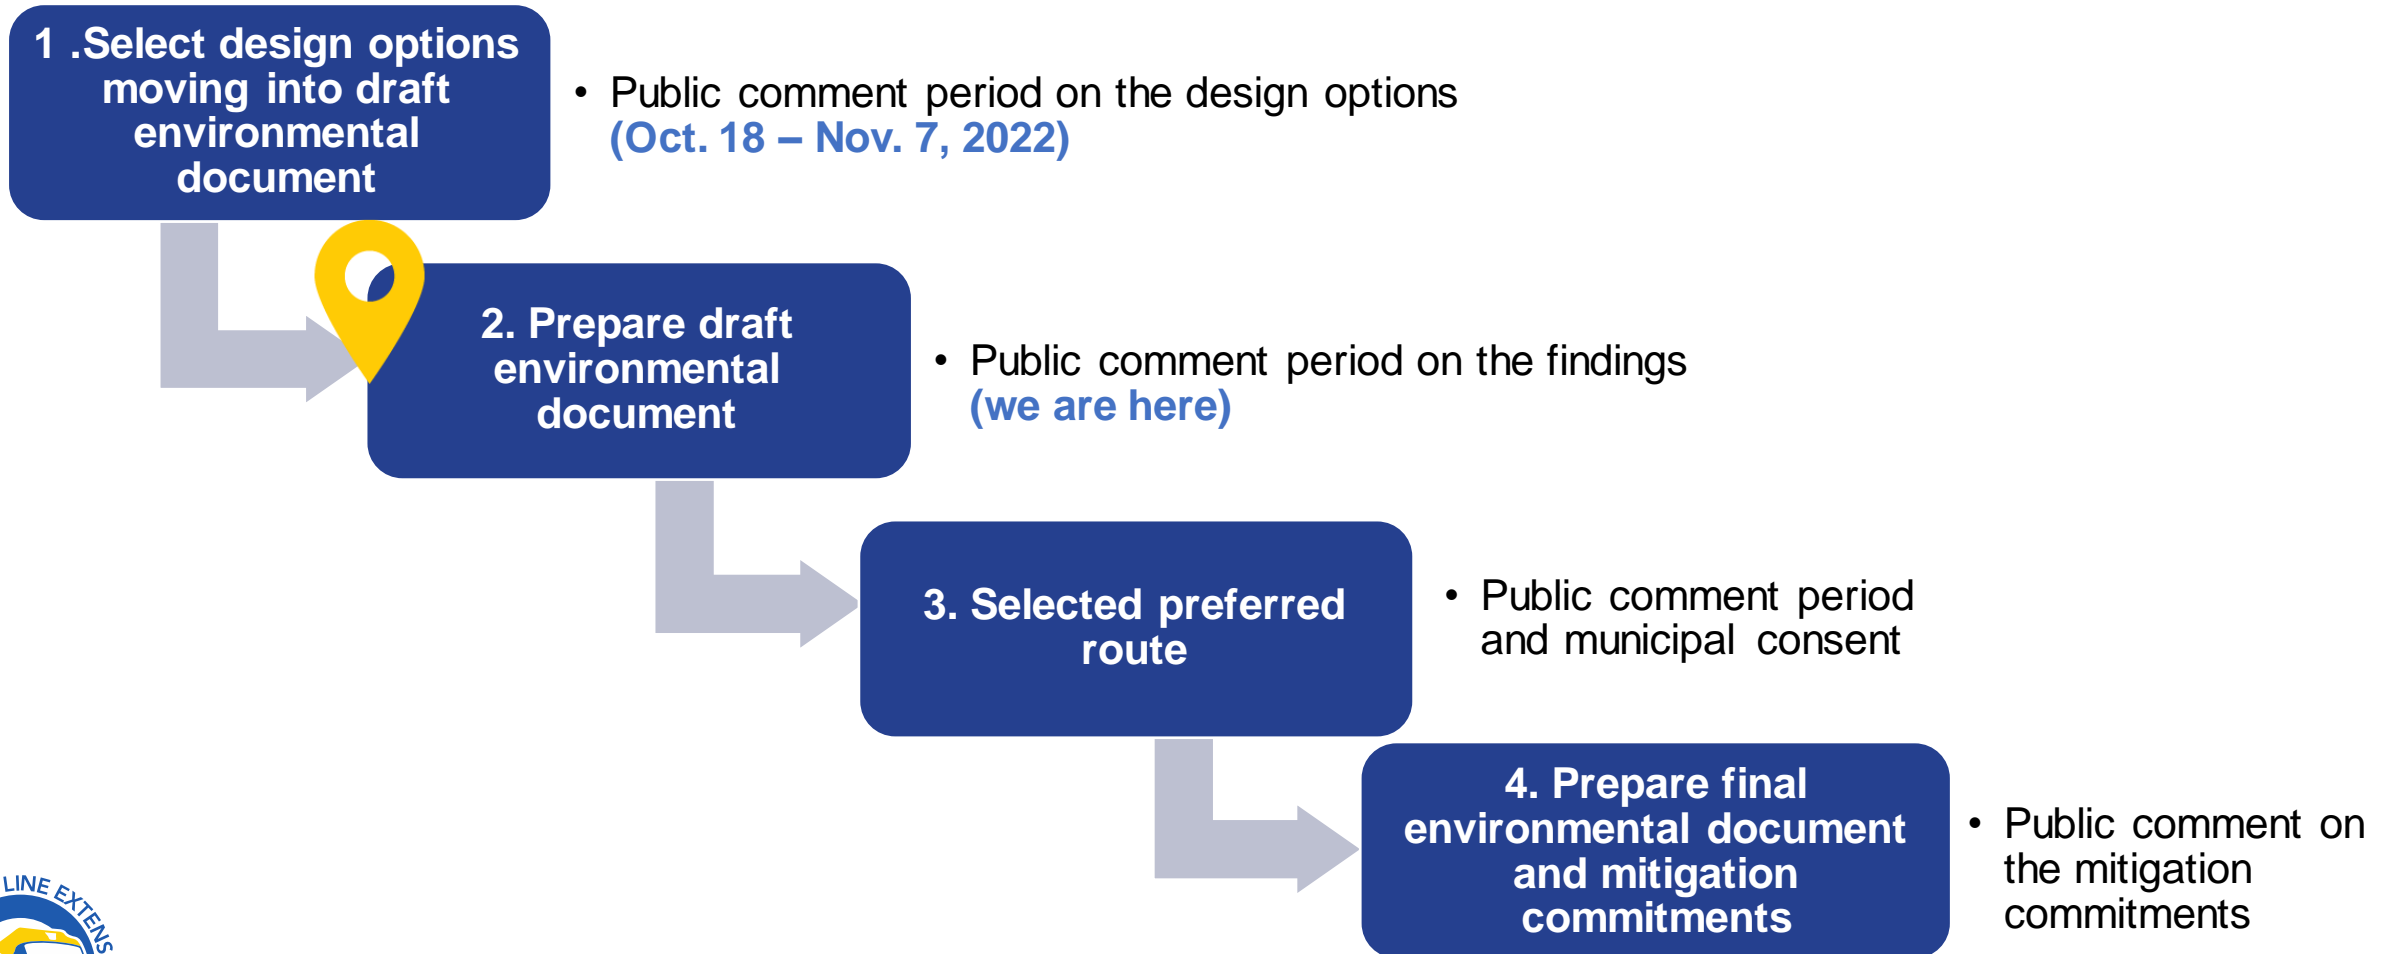 1 .Select design options
moving into draft
environmental
document
• Public comment period on the design options
(Oct. 18 – Nov. 7, 2022)
2. Prepare draft
environmental
document
• Public comment period on the findings
(we are here)
3. Selected preferred
route
• Public comment period
and municipal consent
4. Prepare final
environmental document
and mitigation
commitments
• Public comment on
the mitigation
commitments
LINE EXTENS